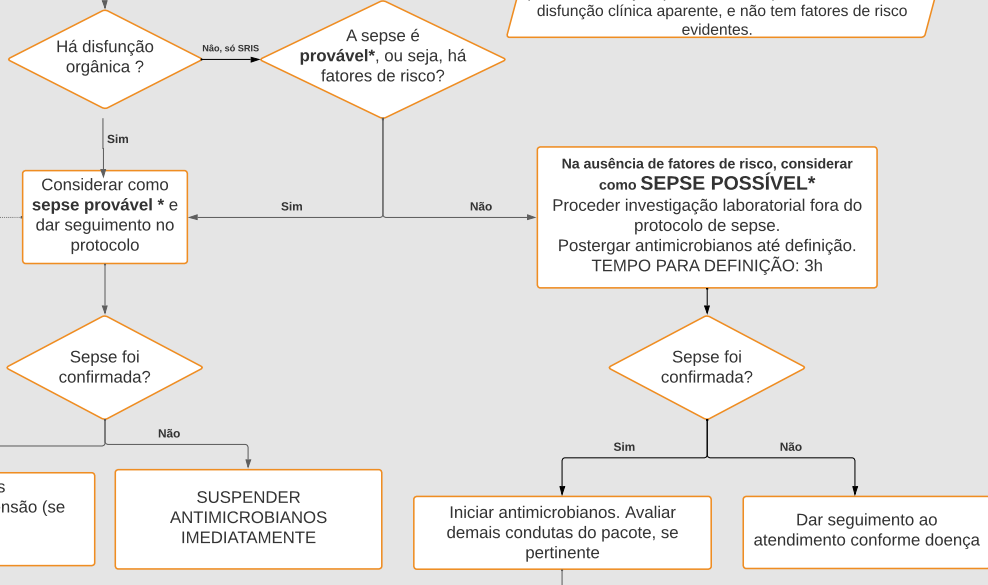 disfunção clínica aparente, e não tem fatores de risco
evidentes.
Há disfunção
orgânica ?
Não, só SRIS
A sepse é
provável*, ou seja, há
fatores de risco?
Sim
Considerar como
sepse provável * e
dar seguimento no
protocolo
Sim
Não
Na ausência de fatores de risco, considerar
como SEPSE POSSÍVEL*
Proceder investigação laboratorial fora do
protocolo de sepse.
Postergar antimicrobianos até definição.
TEMPO PARA DEFINIÇÃO: 3h
Sepse foi
confirmada?
Sepse foi
confirmada?
Não
Sim
Não
s
nsão (se
SUSPENDER
ANTIMICROBIANOS
IMEDIATAMENTE
Iniciar antimicrobianos. Avaliar
demais condutas do pacote, se
pertinente
Dar seguimento ao
atendimento conforme doença